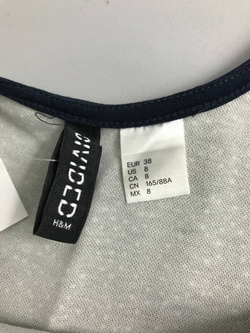 DIVIDED
H&M
EUR 38
US 8
CA 8
CN 165/88A
MX 8